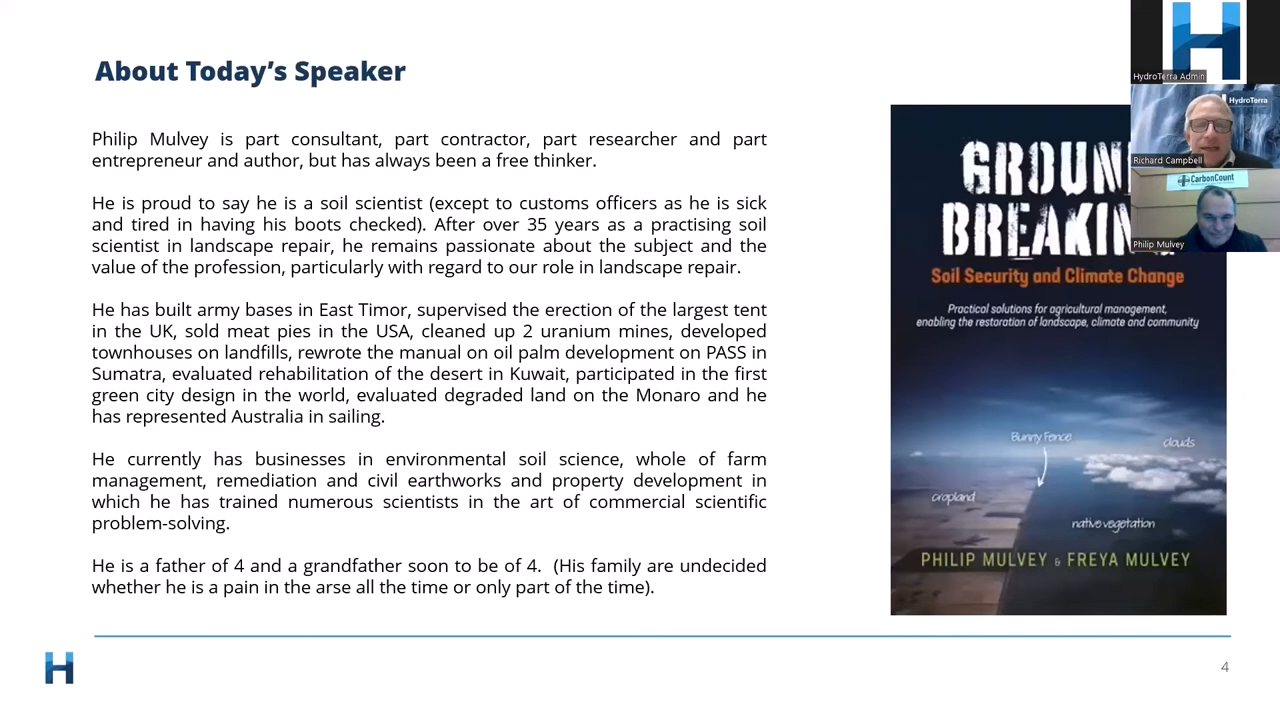 About Today's Speaker
Philip Mulvey is part consultant, part contractor, part researcher and part
entrepreneur and author, but has always been a free thinker.
He is proud to say he is a soil scientist (except to customs officers as he is sick
and tired in having his boots checked). After over 35 years as a practising soil
scientist in landscape repair, he remains passionate about the subject and the
value of the profession, particularly with regard to our role in landscape repair.
He has built army bases in East Timor, supervised the erection of the largest tent
in the UK, sold meat pies in the USA, cleaned up 2 uranium mines, developed
townhouses on landfills, rewrote the manual on oil palm development on PASS in
Sumatra, evaluated rehabilitation of the desert in Kuwait, participated in the first
green city design in the world, evaluated degraded land on the Monaro and he
has represented Australia in sailing.
He currently has businesses in environmental soil science, whole of farm
management, remediation and civil earthworks and property development in
which he has trained numerous scientists in the art of commercial scientific
problem-solving.
He is a father of 4 and a grandfather soon to be of 4.  (His family are undecided
whether he is a pain in the arse all the time or only part of the time).
GROUN
BREAKIN
Soil Security and Climate Change
Practical solutions for agricultural management,
enabling the restoration of landscape, climate and community
Bunny Fence
clouds
cropland
native vegetation
PHILIP MULVEY & FREYA MULVEY
H
HydroTerra Admin
HydroTerra
Richard Campbell
CarbonCount
Philip Mulvey
H
4